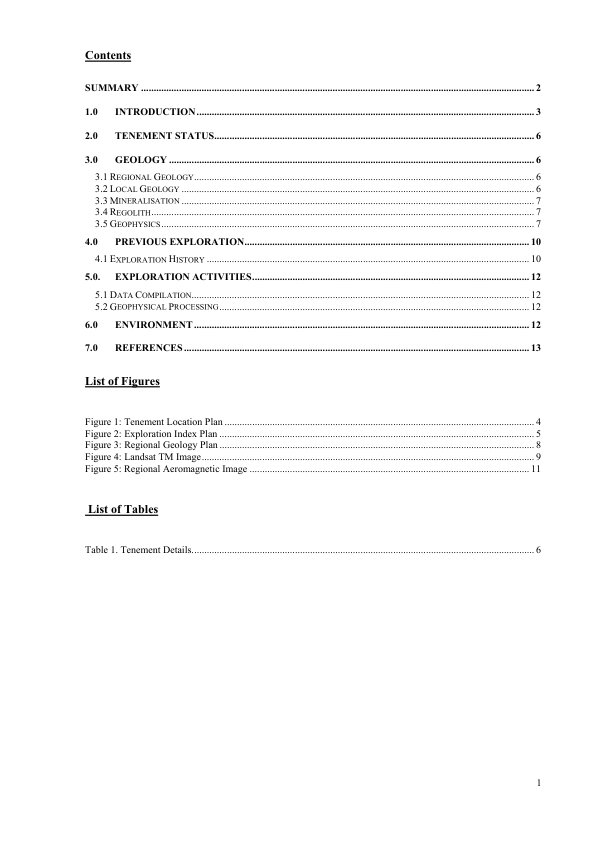 Contents
SUMMARY ........ 2
1.0 INTRODUCTION ........ 3
2.0 TENEMENT STATUS ........ 6
3.0 GEOLOGY ........ 6
3.1 REGIONAL GEOLOGY ........ 6
3.2 LOCAL GEOLOGY ........ 6
3.3 MINERALISATION ........ 7
3.4 REGOLITH ........ 7
3.5 GEOPHYSICS ........ 7
4.0 PREVIOUS EXPLORATION ........ 10
4.1 EXPLORATION HISTORY ........ 10
5.0. EXPLORATION ACTIVITIES ........ 12
5.1 DATA COMPILATION ........ 12
5.2 GEOPHYSICAL PROCESSING ........ 12
6.0 ENVIRONMENT ........ 12
7.0 REFERENCES ........ 13
List of Figures
Figure 1: Tenement Location Plan ........ 4
Figure 2: Exploration Index Plan ........ 5
Figure 3: Regional Geology Plan ........ 8
Figure 4: Landsat TM Image ........ 9
Figure 5: Regional Aeromagnetic Image ........ 11
List of Tables
Table 1. Tenement Details. ........ 6
1